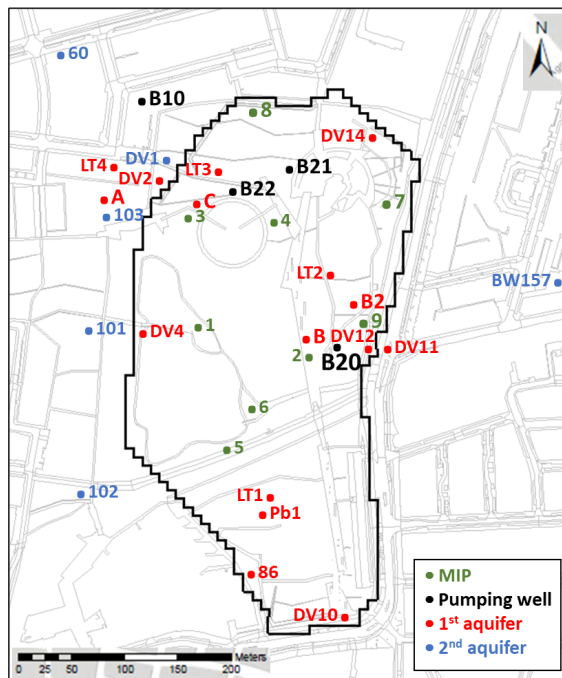 60
N
B10
8
DV14
DV1
LT4
LT3
B21
DV2
B22
A
C
7
103
3
4
LT2
BW157
B2
9
101
1
DV4
B
DV12
DV11
2
B20
6
5
102
LT1
Pb1
86
DV10
MIP
Pumping well
1st aquifer
2nd aquifer
Meters
0 25 50 100 150 200